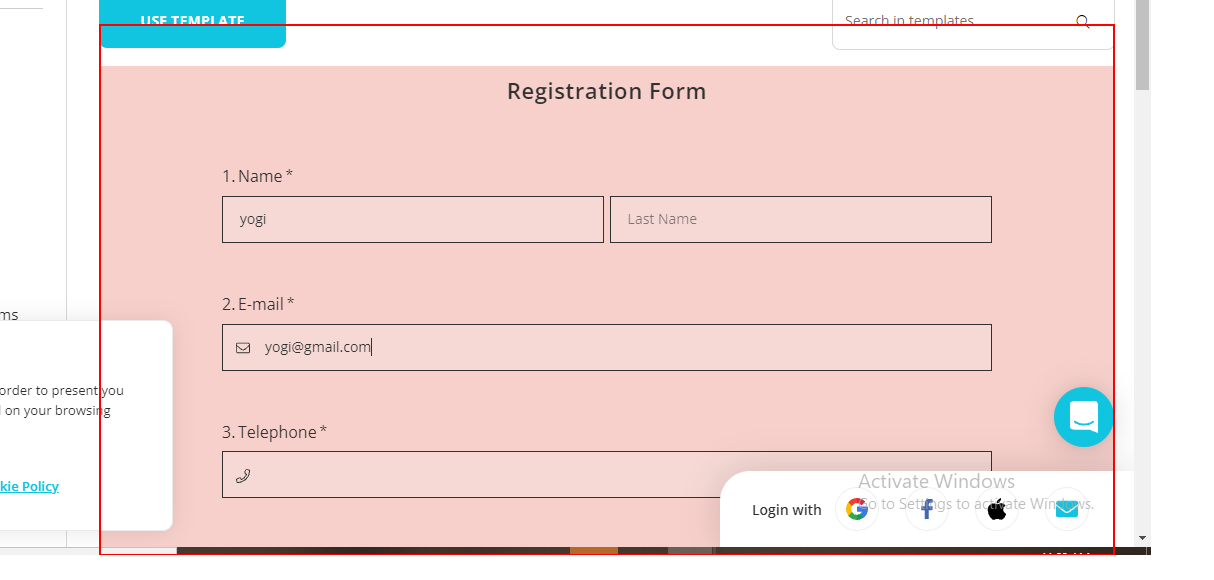 USE TEMPLATE
Search in templates
Registration Form
1. Name *
yogi
Last Name
2. E-mail *
ms
yogi@gmail.com
order to present you
on your browsing
3. Telephone *
kie Policy
Activate Windows
Go to Settings to activate Windows.
Login with